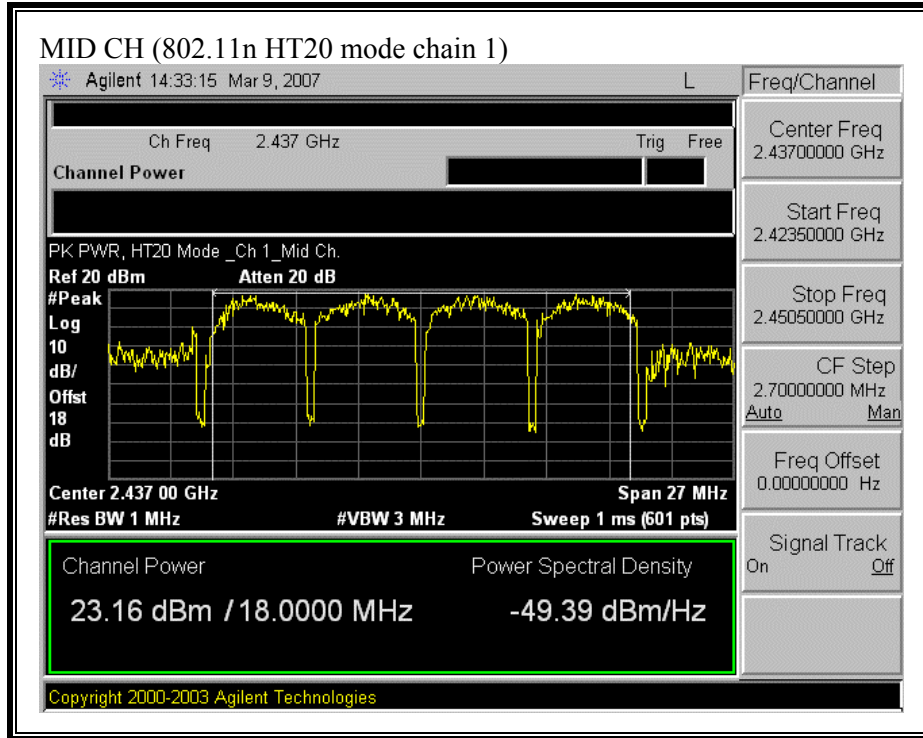 MID CH (802.11n HT20 mode chain 1)
Agilent 14:33:15 Mar 9, 2007 L
Freq/Channel
Ch Freq 2.437 GHz Trig Free
Channel Power
Center Freq
2.43700000 GHz
Start Freq
2.42350000 GHz
Stop Freq
2.45050000 GHz
CF Step
2.70000000 MHz
Auto Man
Freq Offset
0.00000000 Hz
Signal Track
On Off
PK PWR, HT20 Mode _Ch 1_Mid Ch.
Ref 20 dBm Atten 20 dB
#Peak
Log
10
dB/
Offst
18
dB
Center 2.437 00 GHz Span 27 MHz
#Res BW 1 MHz #VBW 3 MHz Sweep 1 ms (601 pts)
Channel Power Power Spectral Density
23.16 dBm / 18.0000 MHz -49.39 dBm/Hz
Copyright 2000-2003 Agilent Technologies